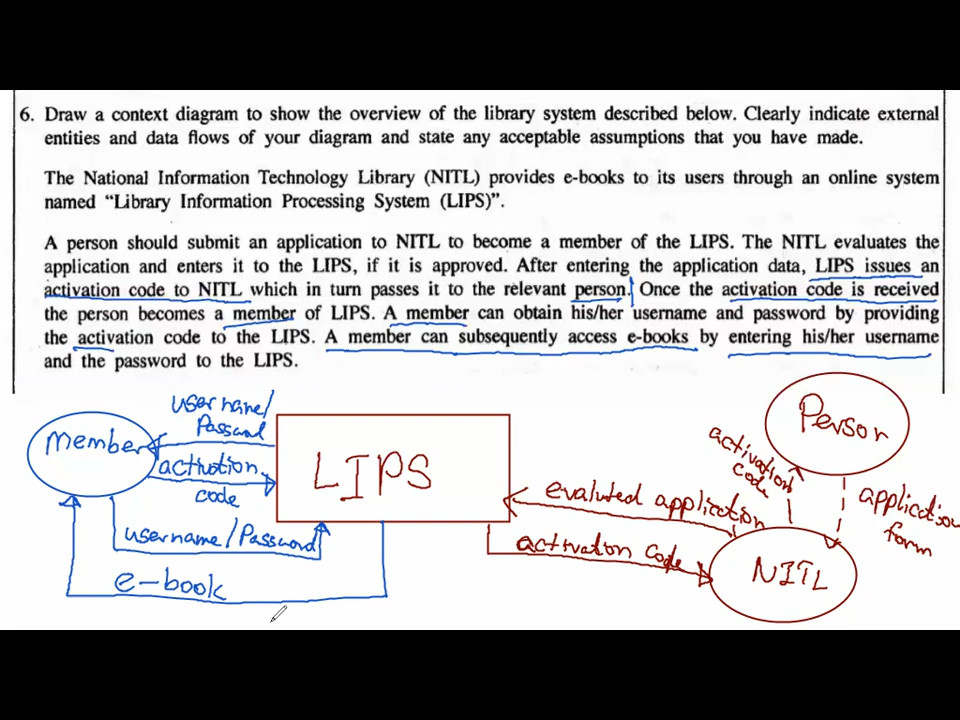 6. Draw a context diagram to show the overview of the library system described below. Clearly indicate external
entities and data flows of your diagram and state any acceptable assumptions that you have made.
The National Information Technology Library (NITL) provides e-books to its users through an online system
named “Library Information Processing System (LIPS)”.
A person should submit an application to NITL to become a member of the LIPS. The NITL evaluates the
application and enters it to the LIPS, if it is approved. After entering the application data, LIPS issues an
activation code to NITL which in turn passes it to the relevant person. Once the activation code is received
the person becomes a member of LIPS. A member can obtain his/her username and password by providing
the activation code to the LIPS. A member can subsequently access e-books by entering his/her username
and the password to the LIPS.
username/
Password
Member
activation
code
username/Password
e-book
LIPS
evaluted application
activation Code
activation
code
Person
application
form
NITL